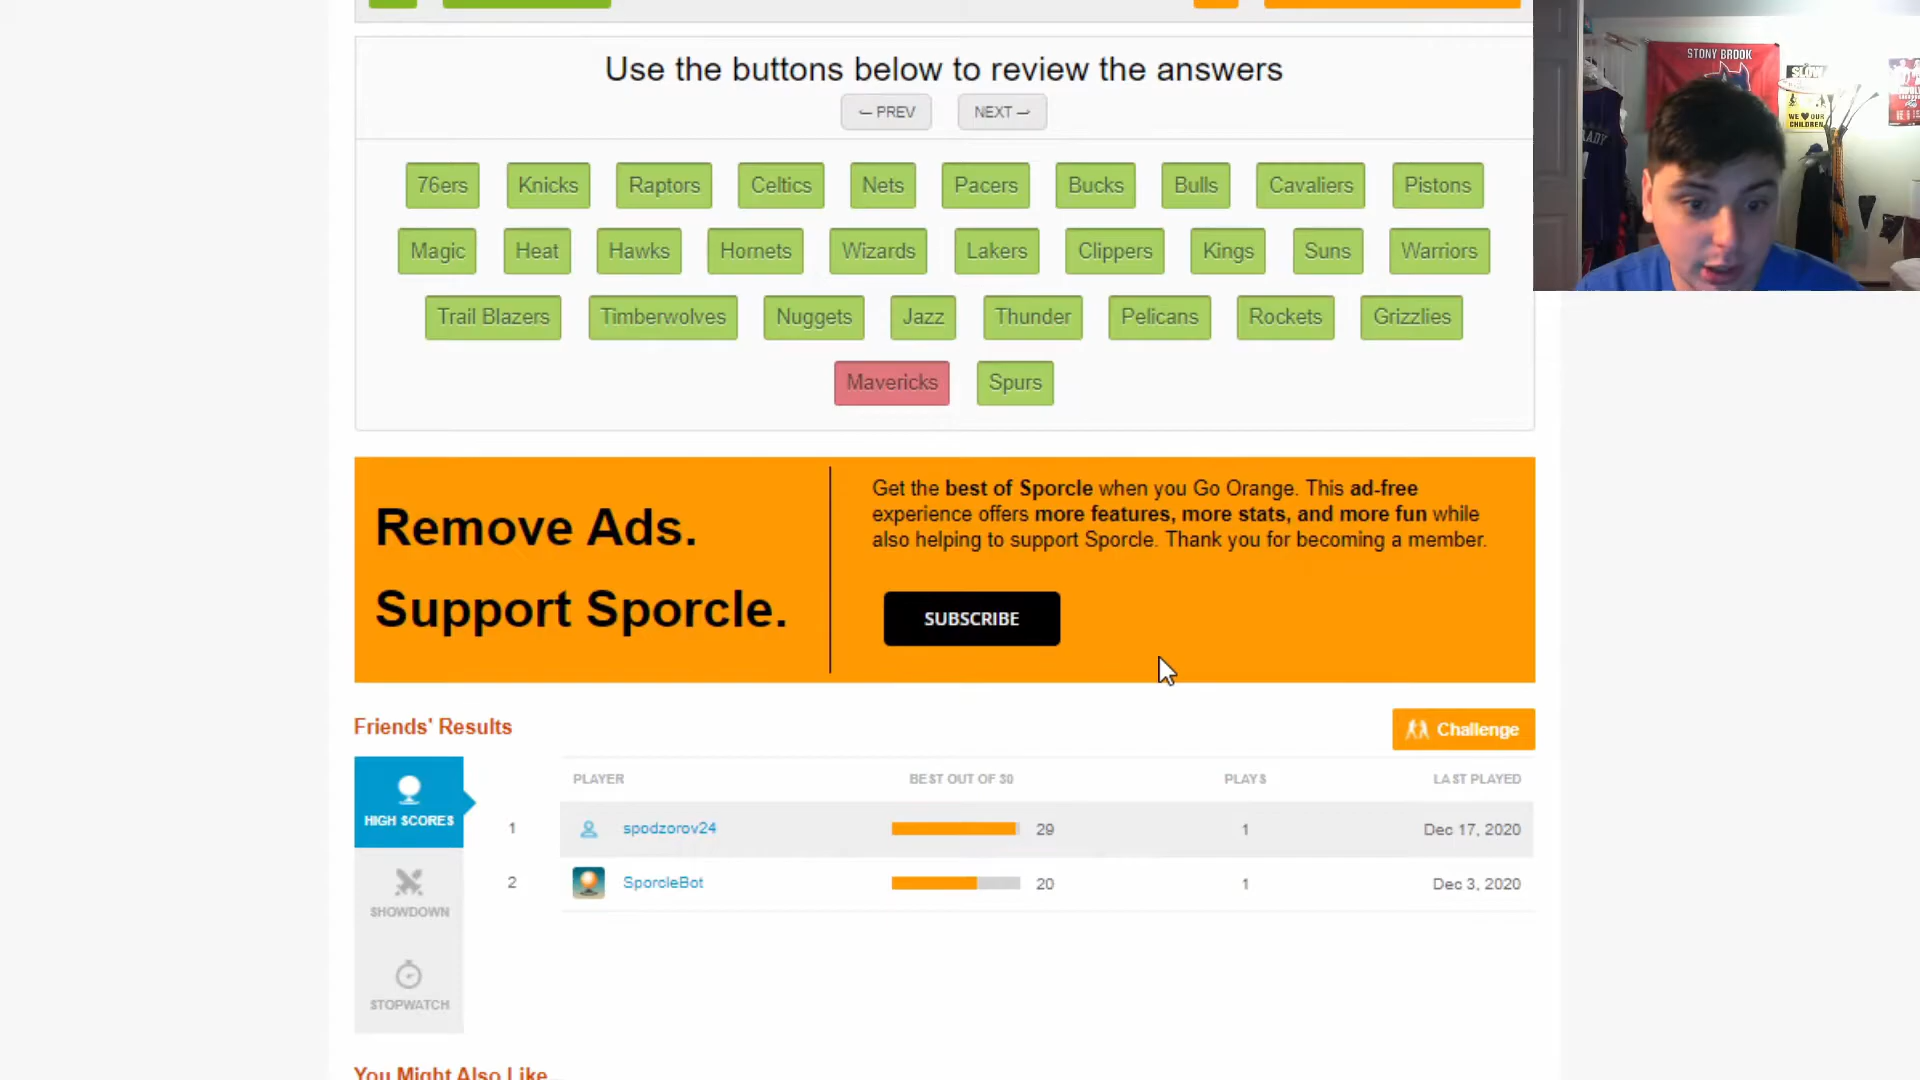 Use the buttons below to review the answers
← PREV NEXT →
76ers Knicks Raptors Celtics Nets Pacers Bucks Bulls Cavaliers Pistons
Magic Heat Hawks Hornets Wizards Lakers Clippers Kings Suns Warriors
Trail Blazers Timberwolves Nuggets Jazz Thunder Pelicans Rockets Grizzlies
Mavericks Spurs
Remove Ads.
Support Sporcle.
Get the best of Sporcle when you Go Orange. This ad-free
experience offers more features, more stats, and more fun while
also helping to support Sporcle. Thank you for becoming a member.
SUBSCRIBE
Friends' Results
Challenge
HIGH SCORES
SHOWDOWN
STOPWATCH
PLAYER BEST OUT OF 30 PLAYS LAST PLAYED
1 spodzorov24 29 1 Dec 17, 2020
2 SporcleBot 20 1 Dec 3, 2020
You Might Also Like...
STONY BROOK
SLOW
WE OUR
CHILDREN